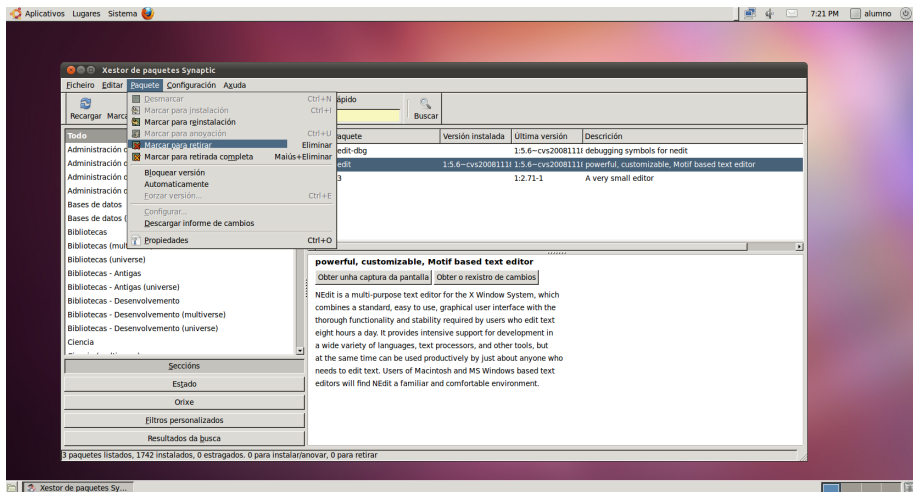 Aplicativos Lugares Sistema 7:21 PM alumno
Xestor de paquetes Synaptic
Ficheiro Editar Paquete Configuración Axuda
Recargar
Buscar
Desmarcar Ctrl+N
Marcar para instalación Ctrl+I
Marcar para reinstalación
Marcar para anovación Ctrl+U
Marcar para retirar Eliminar
Marcar para retirada completa Maiús+Eliminar
Bloquear versión
Automaticamente
Forzar versión... Ctrl+E
Configurar...
Descargar informe de cambios
Propiedades Ctrl+O
Todo
Administración
Administración
Administración
Administración
Bases de datos
Bases de datos
Bibliotecas
Bibliotecas
Bibliotecas (universe)
Bibliotecas - Antigas
Bibliotecas - Antigas (universe)
Bibliotecas - Desenvolvemento
Bibliotecas - Desenvolvemento (multiverse)
Bibliotecas - Desenvolvemento (universe)
Ciencia
Seccións
Estado
Orixe
Filtros personalizados
Resultados da busca
Versión instalada Última versión Descrición
1:5.6~cvs2008111 debugging symbols for nedit
1:5.6~cvs2008111 1:5.6~cvs2008111 powerful, customizable, Motif based text editor
1:2.71-1 A very small editor
powerful, customizable, Motif based text editor
Obter unha captura da pantalla Obter o rexistro de cambios
NEdit is a multi-purpose text editor for the X Window System, which
combines a standard, easy to use, graphical user interface with the
thorough functionality and stability required by users who edit text
eight hours a day. It provides intensive support for development in
a wide variety of languages, text processors, and other tools, but
at the same time can be used productively by just about anyone who
needs to edit text. Users of Macintosh and MS Windows based text
editors will find NEdit a familiar and comfortable environment.
3 paquetes listados, 1742 instalados, 0 estragados. 0 para instalar/anovar, 0 para retirar
Xestor de paquetes Sy...